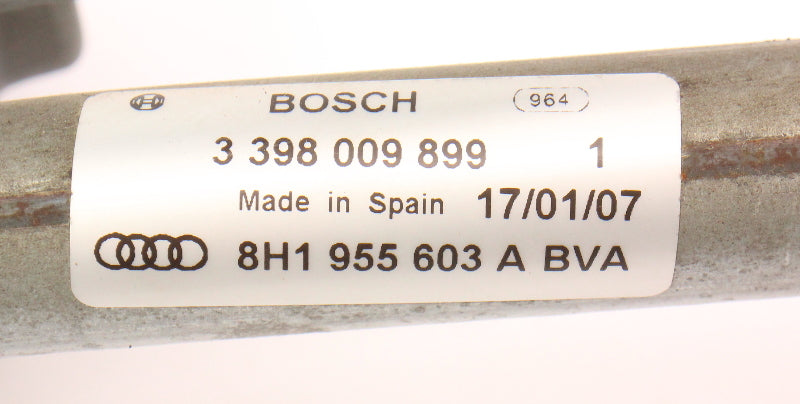 BOSCH 964
3 398 009 899 1
Made in Spain 17/01/07
8H1 955 603 A BVA